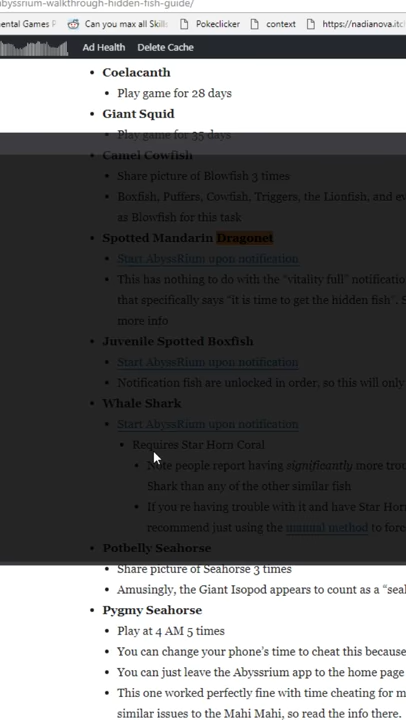 abyssrium-walkthrough-hidden-fish-guide/
ental Games F
Can you max all Skill
Pokeclicker
context
https://nadianova.itc
Ad Health
Delete Cache
Coelacanth
Play game for 28 days
Giant Squid
Play game for 35 days
Camel Cowfish
Share picture of Blowfish 3 times
Boxfish, Puffers, Cowfish, Triggers, the Lionfish, and ev
as Blowfish for this task
Spotted Mandarin Dragonet
Start AbyssRium upon notification
This has nothing to do with the "vitality full" notificatio
that specifically says "it is time to get the hidden fish". S
more info
Juvenile Spotted Boxfish
Start AbyssRium upon notification
Notification fish are unlocked in order, so this will only
Whale Shark
Start AbyssRium upon notification
Requires Star Horn Coral
Note people report having significantly more trou
Shark than any of the other similar fish
If you're having trouble with it and have Star Hor
recommend just using the manual method to forc
Potbelly Seahorse
Share picture of Seahorse 3 times
Amusingly, the Giant Isopod appears to count as a "seal
Pygmy Seahorse
Play at 4 AM 5 times
You can change your phone's time to cheat this because
You can just leave the Abyssrium app to the home page
This one worked perfectly fine with time cheating for m
similar issues to the Mahi Mahi, so read the info there.